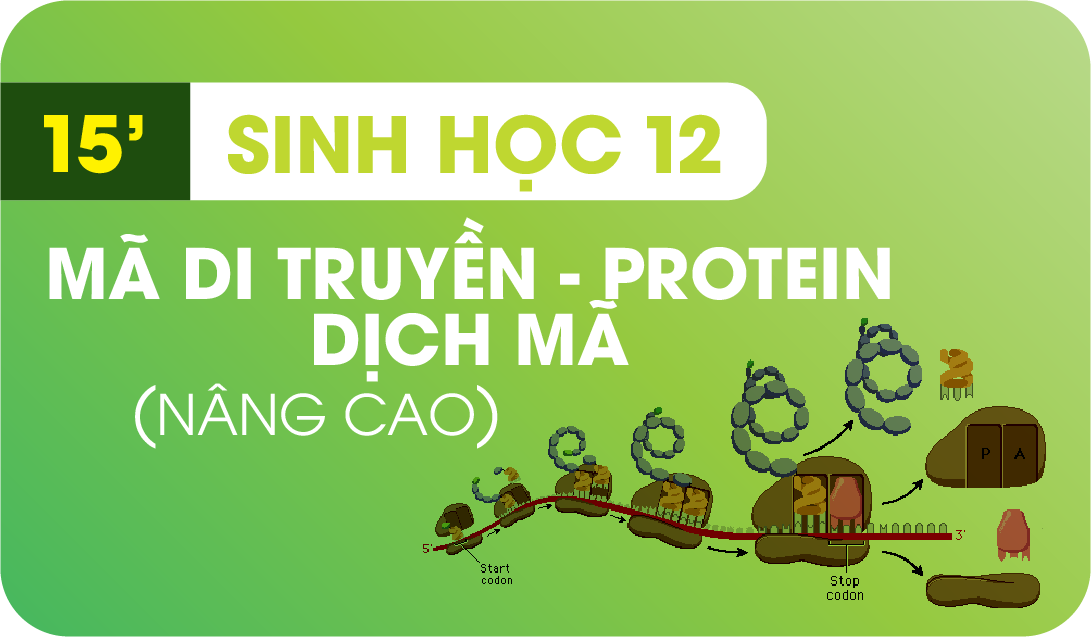 15’
SINH HỌC 12
MÃ DI TRUYỀN - PROTEIN
DỊCH MÃ
(NÂNG CAO)
P A
5'
3'
Start
codon
Stop
codon